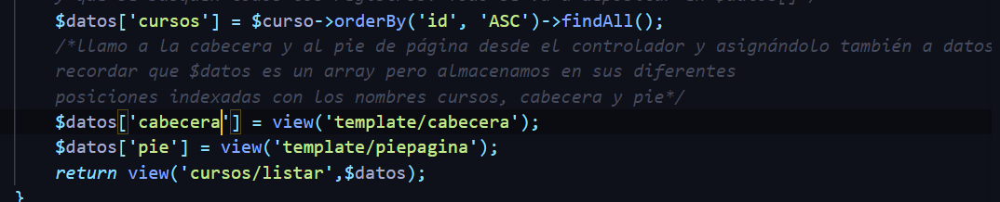 $datos['cursos'] = $curso->orderBy('id', 'ASC')->findAll();
/*llamo a la cabecera y al pie de página desde el controlador y asignándolo también a datos
recordar que $datos es un array pero almacenamos en sus diferentes
posiciones indexadas con los nombres cursos, cabecera y pie*/
$datos['cabecera'] = view('template/cabecera');
$datos['pie'] = view('template/piepagina');
return view('cursos/listar',$datos);
}